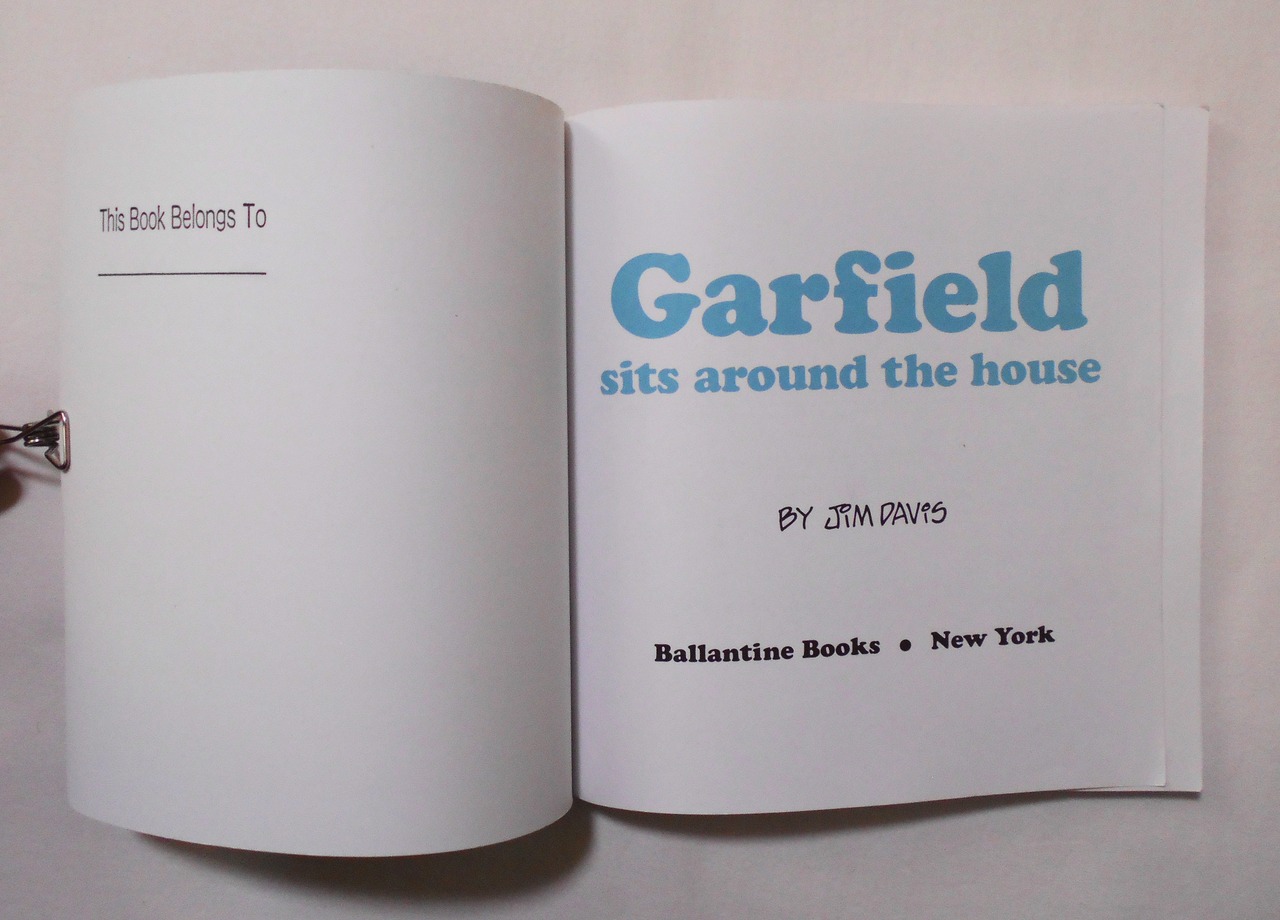 This Book Belongs To
Garfield
sits around the house
BY JIM DAVIS
Ballantine Books • New York